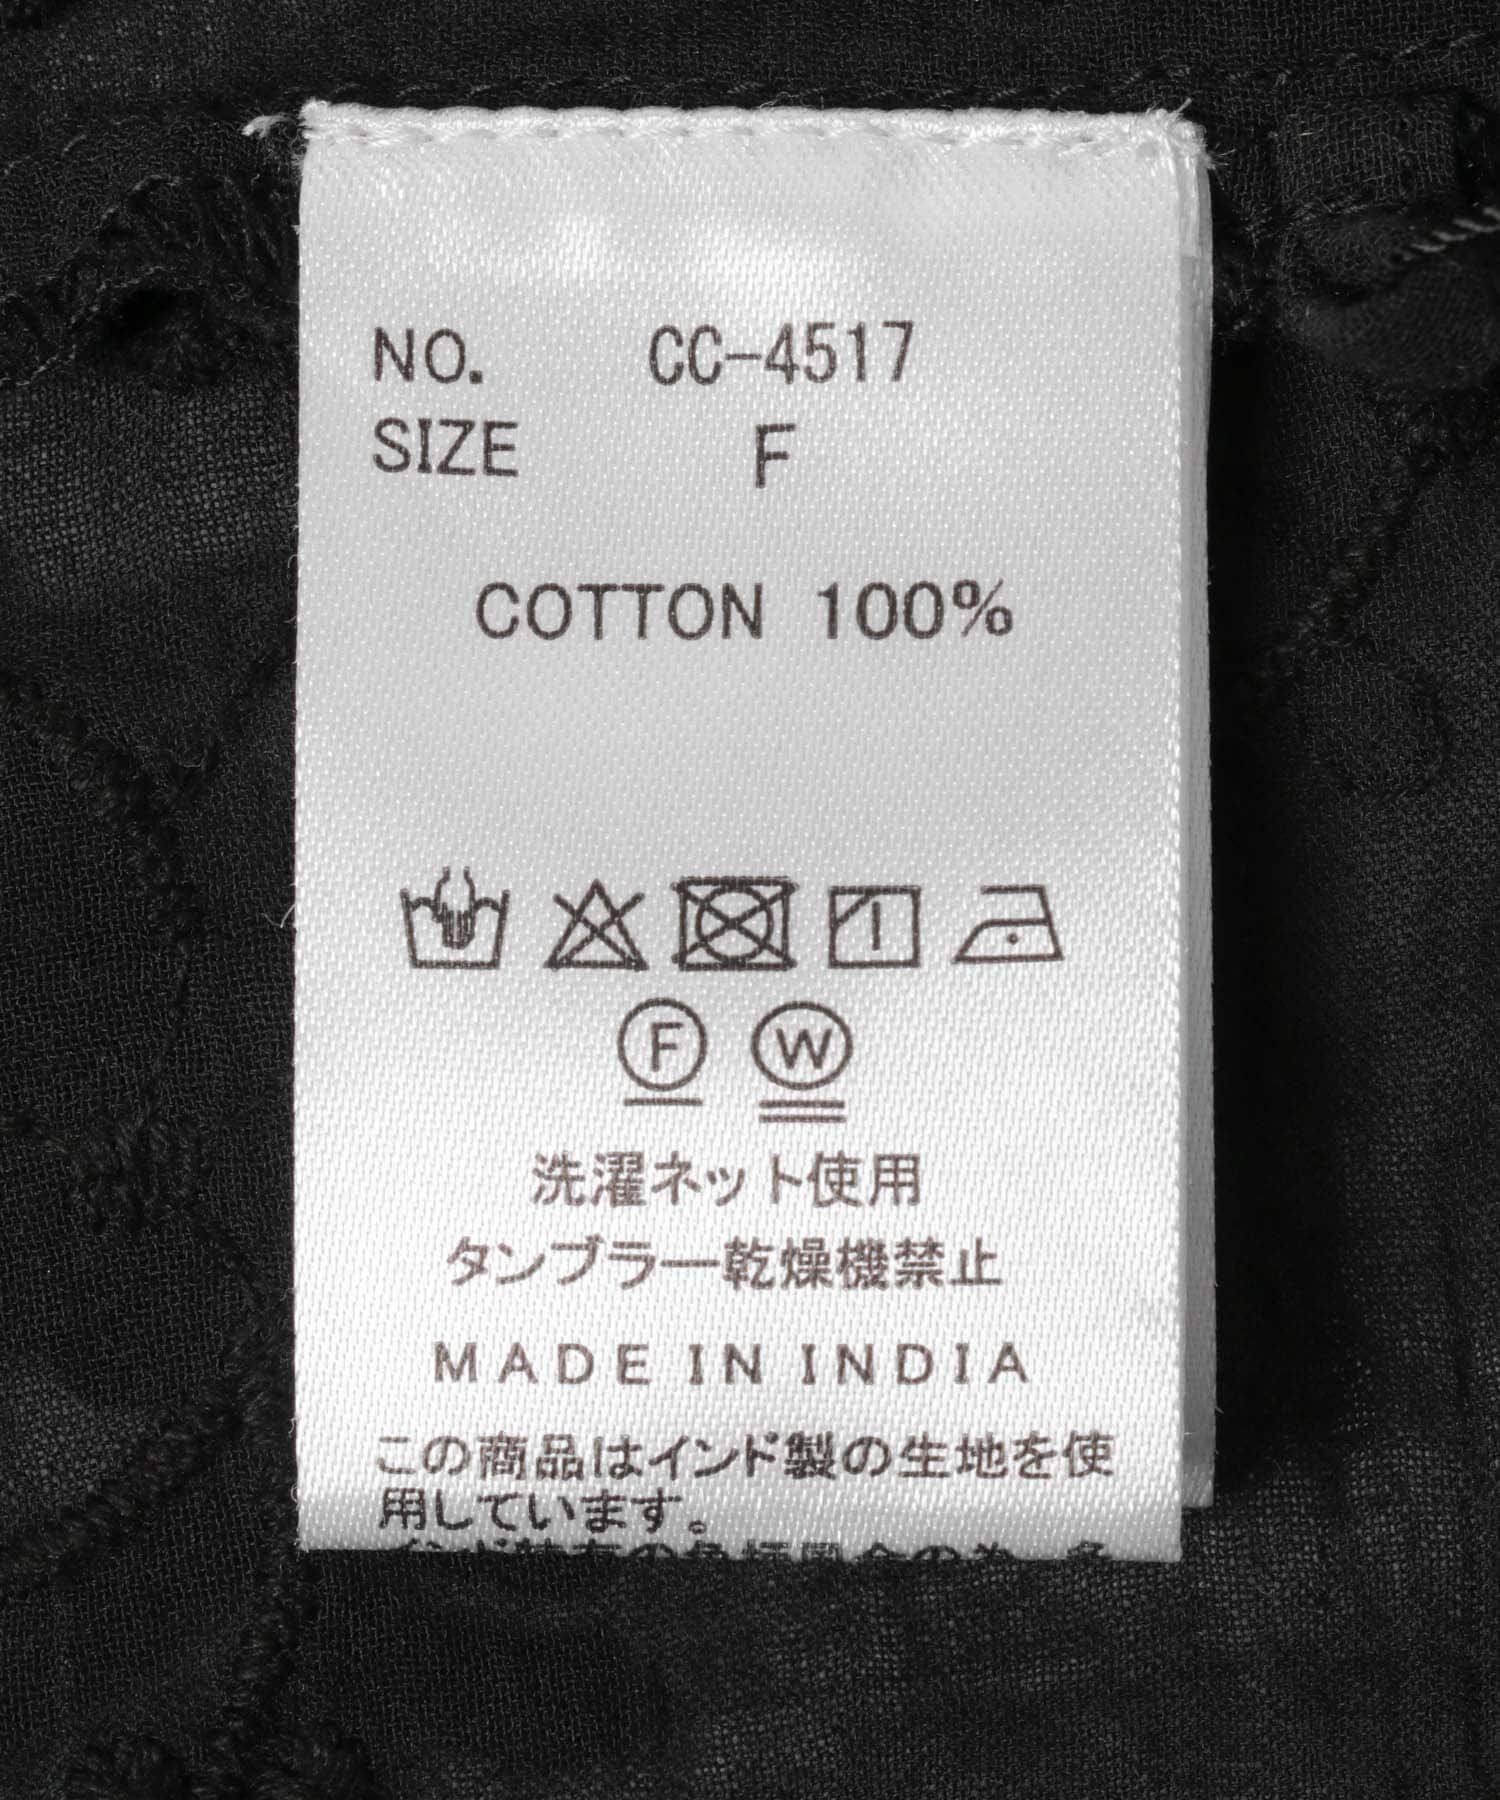 NO. CC-4517
SIZE F
COTTON 100%
F W
洗濯ネット使用
タンブラー乾燥機禁止
MADE IN INDIA
この商品はインド製の生地を使
用しています。